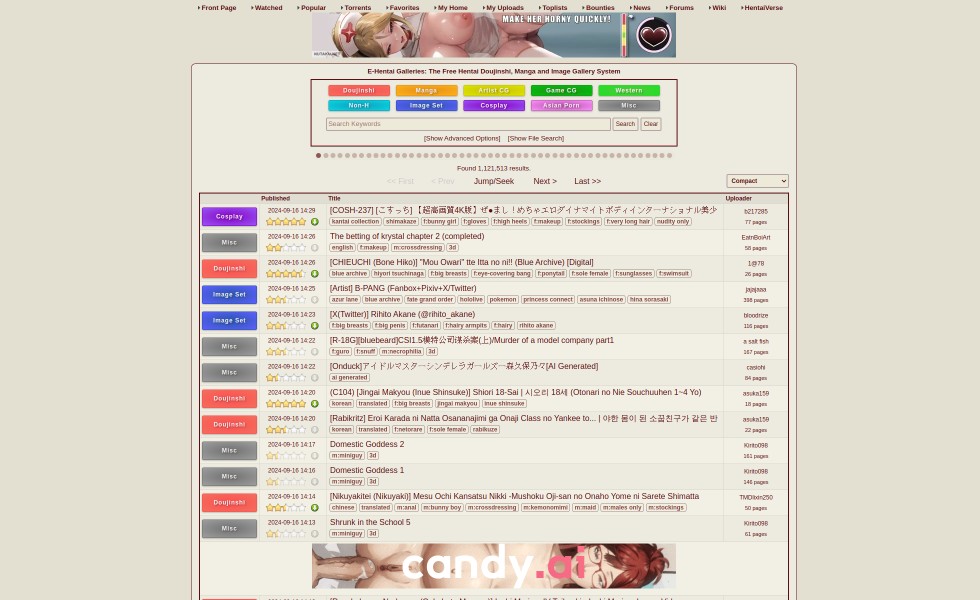 Front Page Watched Popular Torrents Favorites My Home My Uploads Toplists Bounties News Forums Wiki HentaiVerse
MAKE HER HORNY QUICKLY!
E-Hentai Galleries: The Free Hentai Doujinshi, Manga and Image Gallery System
Doujinshi Manga Artist CG Game CG Western
Non-H Image Set Cosplay Asian Porn Misc
Search Keywords Search Clear
[Show Advanced Options] [Show File Search]
Found 1,121,513 results.
<< First < Prev Jump/Seek Next > Last >> Compact
Published Title Uploader
Cosplay 2024-09-16 14:29 [COSH-237] [こすっち] 【超高画質4K版】ぜ●まし！めちゃエロダイナマイトボディインターナショナル美少 b217285
kantai collection shimakaze f:bunny girl f:gloves f:high heels f:makeup f:stockings f:very long hair nudity only 77 pages
Misc 2024-09-16 14:26 The betting of krystal chapter 2 (completed) EatnBoiArt
english f:makeup m:crossdressing 3d 58 pages
Doujinshi 2024-09-16 14:26 [CHIEUCHI (Bone Hiko)] "Mou Owari" tte Itta no ni!! (Blue Archive) [Digital] 1@78
blue archive hiyori tsuchinaga f:big breasts f:eye-covering bang f:ponytail f:sole female f:sunglasses f:swimsuit 26 pages
Image Set 2024-09-16 14:25 [Artist] B-PANG (Fanbox+Pixiv+X/Twitter) jajajaaa
azur lane blue archive fate grand order hololive pokemon princess connect asuna ichinose hina sorasaki 398 pages
Image Set 2024-09-16 14:23 [X(Twitter)] Rihito Akane (@rihito_akane) bloodrize
f:big breasts f:big penis f:futanari f:hairy armpits f:hairy rihito akane 116 pages
Misc 2024-09-16 14:22 [R-18G][bluebeard]CSI1.5模特公司谋杀案(上)/Murder of a model company part1 a salt fish
f:guro f:snuff m:necrophilia 3d 167 pages
Misc 2024-09-16 14:22 [Onduck]アイドルマスターシンデレラガールズ―森久保乃々[AI Generated] casiohi
ai generated 84 pages
Doujinshi 2024-09-16 14:20 (C104) [Jingai Makyou (Inue Shinsuke)] Shiori 18-Sai | 시오리 18세 (Otonari no Nie Souchuuhen 1~4 Yo) asuka159
korean translated f:big breasts jingai makyou inue shinsuke 18 pages
Doujinshi 2024-09-16 14:20 [Rabikritz] Eroi Karada ni Natta Osananajimi ga Onaji Class no Yankee to... | 야한 몸이 된 소꿉친구가 같은 반 asuka159
korean translated f:netorare f:sole female rabikuze 22 pages
Misc 2024-09-16 14:17 Domestic Goddess 2 Kirito098
m:miniguy 3d 161 pages
Misc 2024-09-16 14:16 Domestic Goddess 1 Kirito098
m:miniguy 3d 146 pages
Doujinshi 2024-09-16 14:14 [Nikuyakitei (Nikuyaki)] Mesu Ochi Kansatsu Nikki -Mushoku Oji-san no Onaho Yome ni Sarete Shimatta TMDixon250
chinese translated m:anal m:bunny boy m:crossdressing m:kemonomimi m:maid m:males only m:stockings 50 pages
Misc 2024-09-16 14:13 Shrunk in the School 5 Kirito098
m:miniguy 3d 61 pages
candy.ai